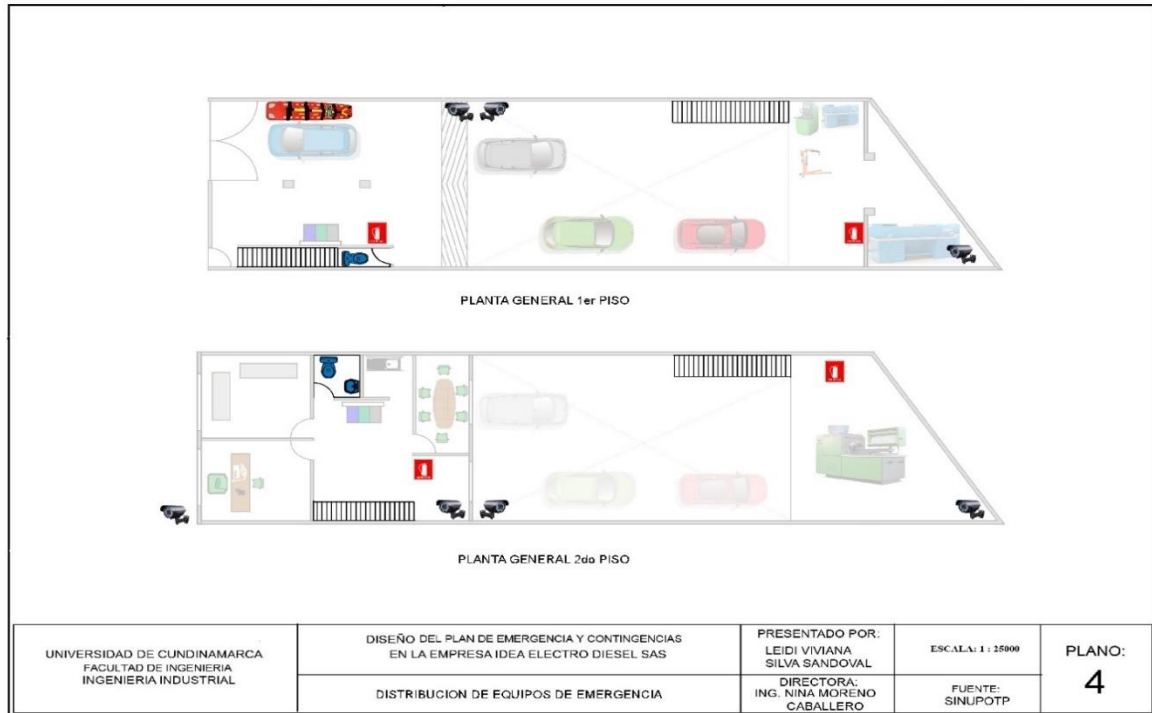 PLANTA GENERAL 1er PISO
PLANTA GENERAL 2do PISO
UNIVERSIDAD DE CUNDINAMARCA
FACULTAD DE INGENIERIA
INGENIERIA INDUSTRIAL
DISEÑO DEL PLAN DE EMERGENCIA Y CONTINGENCIAS
EN LA EMPRESA IDEA ELECTRO DIESEL SAS
DISTRIBUCION DE EQUIPOS DE EMERGENCIA
PRESENTADO POR:
LEIDI VIVIANA
SILVA SANDOVAL
DIRECTORA:
ING. NINA MORENO
CABALLERO
ESCALA: 1 : 25000
FUENTE:
SINUPOTP
PLANO:
4